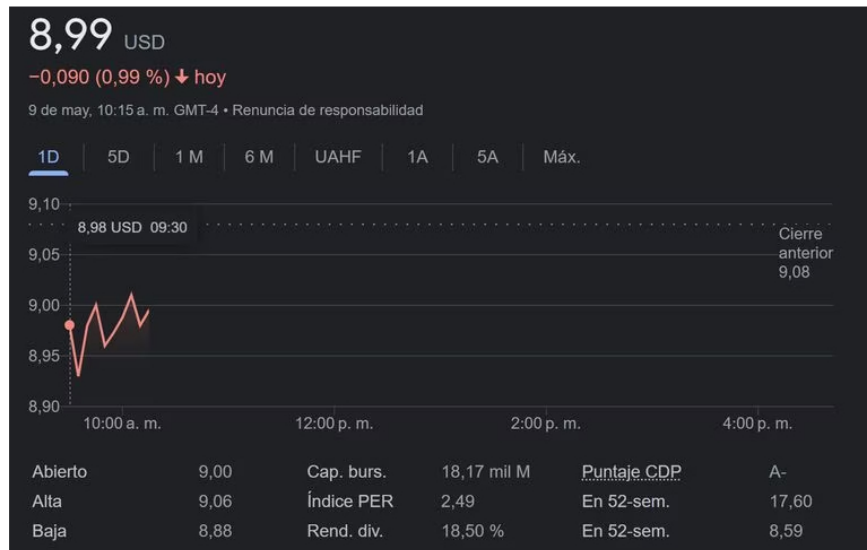 8,99 USD
−0,090 (0,99 %) ↓ hoy
9 de may, 10:15 a. m. GMT-4 • Renuncia de responsabilidad
1D 5D 1 M 6 M UAHF 1A 5A Máx.
9,10
8,98 USD 09:30
Cierre
anterior
9,08
9,05
9,00
8,95
8,90
10:00 a. m. 12:00 p. m. 2:00 p. m. 4:00 p. m.
Abierto 9,00 Cap. burs. 18,17 mil M Puntaje CDP A-
Alta 9,06 Índice PER 2,49 En 52-sem. 17,60
Baja 8,88 Rend. div. 18,50 % En 52-sem. 8,59